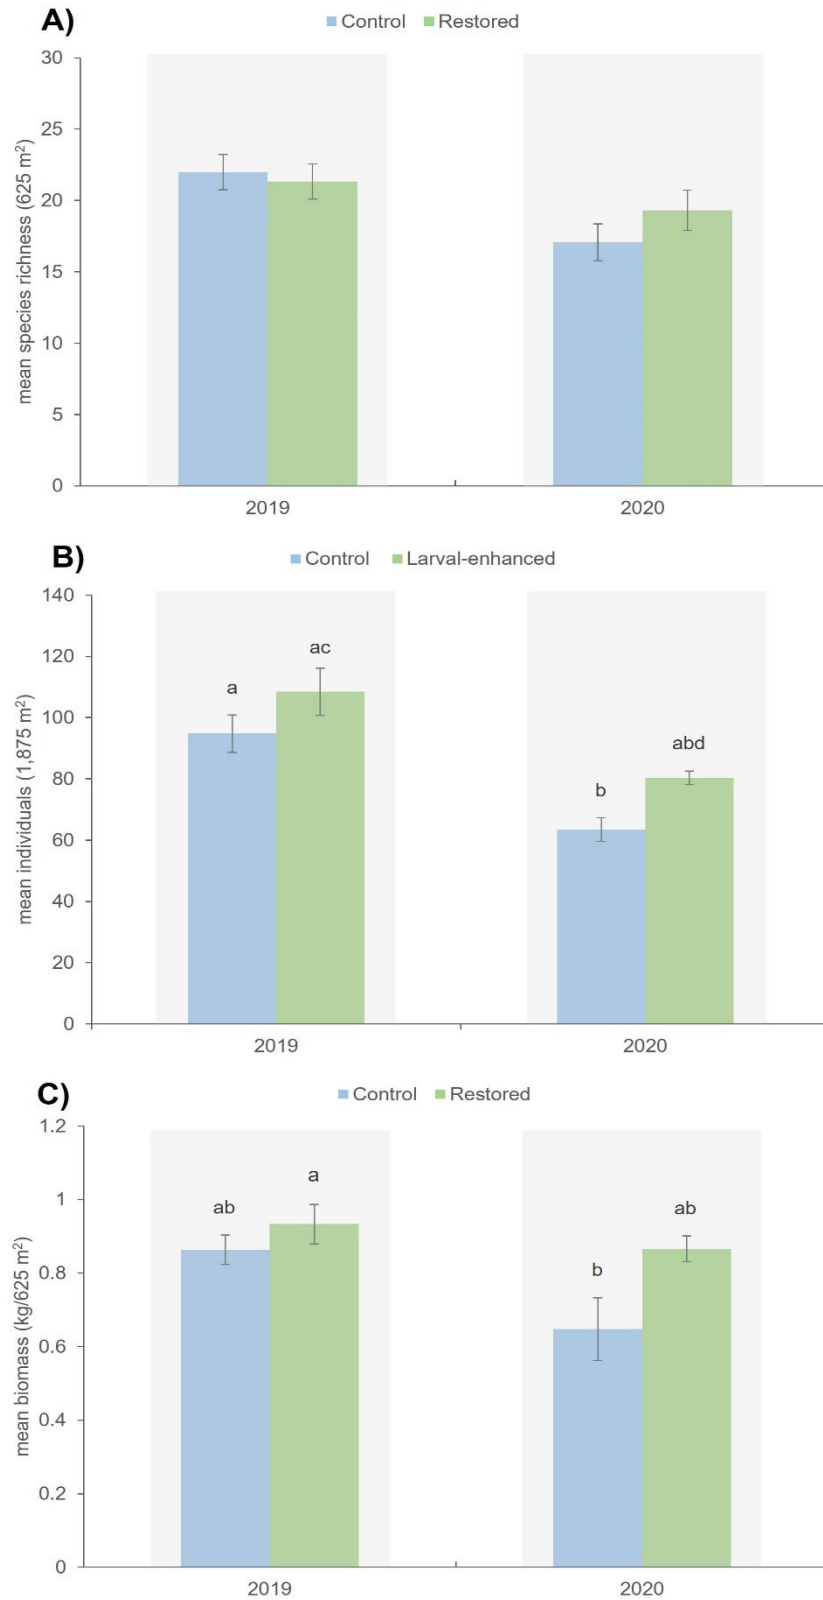 A)
Control Restored
mean species richness (625 m²)
30
25
20
15
10
5
0
2019 2020
B)
Control Larval-enhanced
mean individuals (1,875 m²)
140
120
100
80
60
40
20
0
a ac b abd
2019 2020
C)
Control Restored
mean biomass (kg/625 m²)
1.2
1
0.8
0.6
0.4
0.2
0
ab a b ab
2019 2020